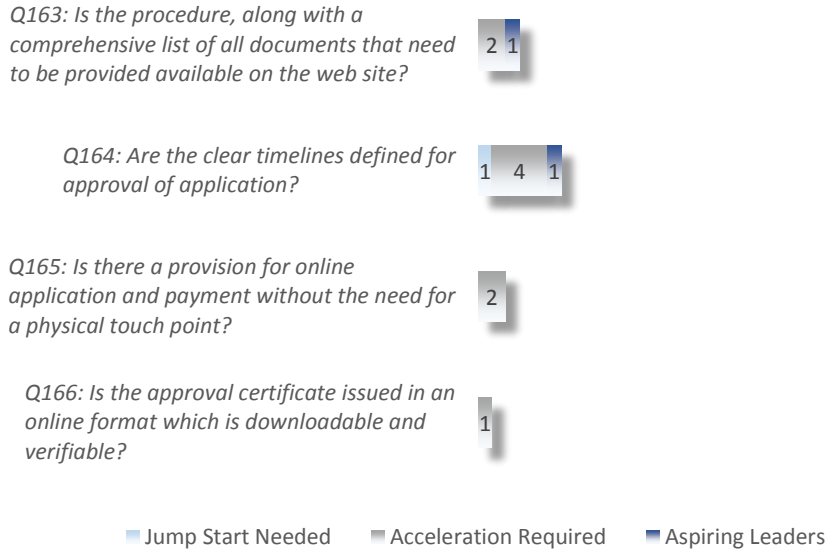 Q163: Is the procedure, along with a
comprehensive list of all documents that need
to be provided available on the web site?
2 1
Q164: Are the clear timelines defined for
approval of application?
1 4 1
Q165: Is there a provision for online
application and payment without the need for
a physical touch point?
2
Q166: Is the approval certificate issued in an
online format which is downloadable and
verifiable?
1
Jump Start Needed Acceleration Required Aspiring Leaders